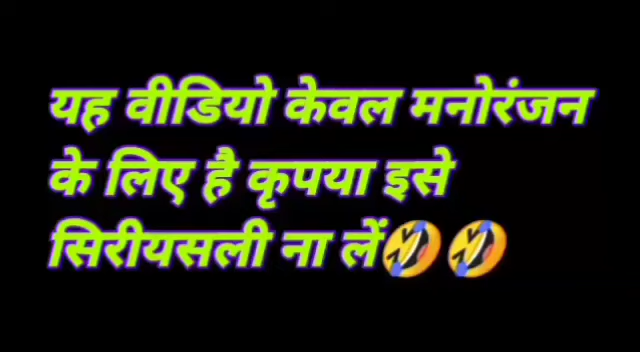 यह वीडियो केवल मनोरंजन
के लिए है कृपया इसे
सिरीयसली ना लें🤣🤣